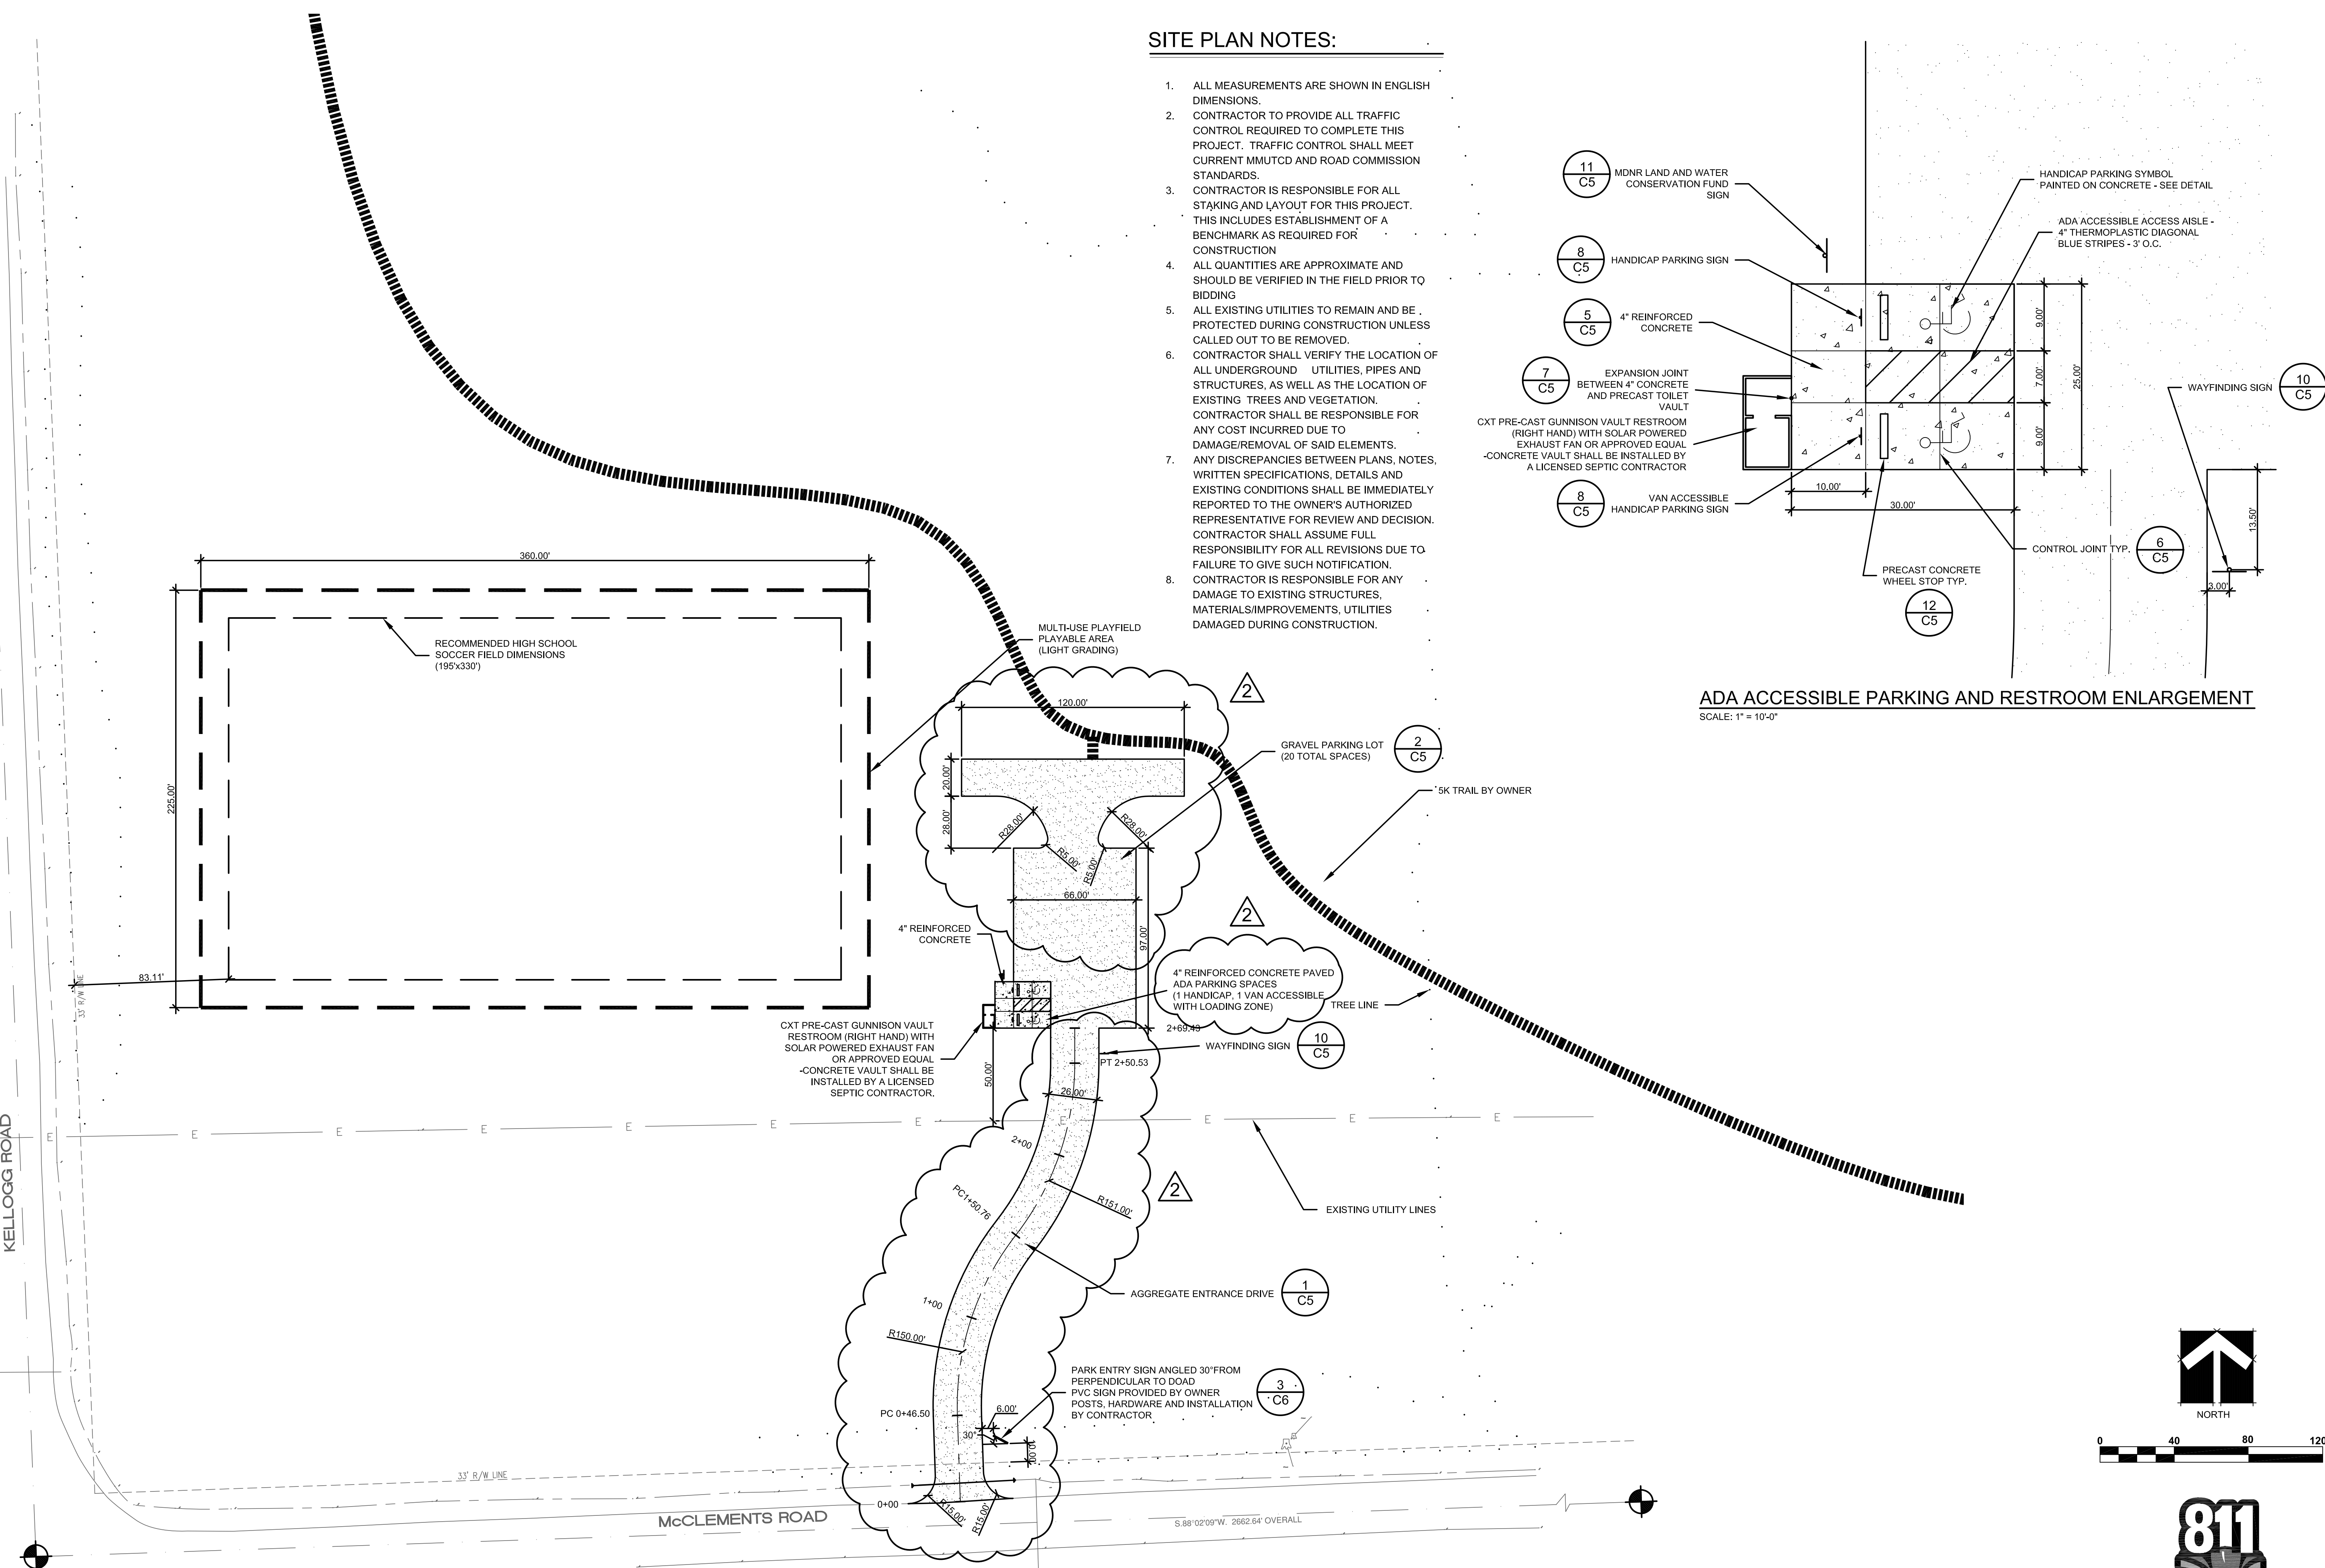 SITE PLAN NOTES:
1. ALL MEASUREMENTS ARE SHOWN IN ENGLISH
DIMENSIONS.
2. CONTRACTOR TO PROVIDE ALL TRAFFIC
CONTROL REQUIRED TO COMPLETE THIS
PROJECT. TRAFFIC CONTROL SHALL MEET
CURRENT MMUTCD AND ROAD COMMISSION
STANDARDS.
3. CONTRACTOR IS RESPONSIBLE FOR ALL
STAKING AND LAYOUT FOR THIS PROJECT.
THIS INCLUDES ESTABLISHMENT OF A
BENCHMARK AS REQUIRED FOR
CONSTRUCTION
4. ALL QUANTITIES ARE APPROXIMATE AND
SHOULD BE VERIFIED IN THE FIELD PRIOR TO
BIDDING
5. ALL EXISTING UTILITIES TO REMAIN AND BE
PROTECTED DURING CONSTRUCTION UNLESS
CALLED OUT TO BE REMOVED.
6. CONTRACTOR SHALL VERIFY THE LOCATION OF
ALL UNDERGROUND UTILITIES, PIPES AND
STRUCTURES, AS WELL AS THE LOCATION OF
EXISTING TREES AND VEGETATION.
CONTRACTOR SHALL BE RESPONSIBLE FOR
ANY COST INCURRED DUE TO
DAMAGE/REMOVAL OF SAID ELEMENTS.
7. ANY DISCREPANCIES BETWEEN PLANS, NOTES,
WRITTEN SPECIFICATIONS, DETAILS AND
EXISTING CONDITIONS SHALL BE IMMEDIATELY
REPORTED TO THE OWNER'S AUTHORIZED
REPRESENTATIVE FOR REVIEW AND DECISION.
CONTRACTOR SHALL ASSUME FULL
RESPONSIBILITY FOR ALL REVISIONS DUE TO
FAILURE TO GIVE SUCH NOTIFICATION.
8. CONTRACTOR IS RESPONSIBLE FOR ANY
DAMAGE TO EXISTING STRUCTURES,
MATERIALS/IMPROVEMENTS, UTILITIES
DAMAGED DURING CONSTRUCTION.
11
C5
MDNR LAND AND WATER
CONSERVATION FUND
SIGN
8
C5
HANDICAP PARKING SIGN
5
C5
4" REINFORCED
CONCRETE
7
C5
EXPANSION JOINT
BETWEEN 4" CONCRETE
AND PRECAST TOILET
VAULT
CXT PRE-CAST GUNNISON VAULT RESTROOM
(RIGHT HAND) WITH SOLAR POWERED
EXHAUST FAN OR APPROVED EQUAL
-CONCRETE VAULT SHALL BE INSTALLED BY
A LICENSED SEPTIC CONTRACTOR
8
C5
VAN ACCESSIBLE
HANDICAP PARKING SIGN
HANDICAP PARKING SYMBOL
PAINTED ON CONCRETE - SEE DETAIL
ADA ACCESSIBLE ACCESS AISLE -
4" THERMOPLASTIC DIAGONAL
BLUE STRIPES - 3' O.C.
9.00'
7.00'
9.00'
25.00'
10.00'
30.00'
WAYFINDING SIGN
10
C5
13.50'
3.00'
CONTROL JOINT TYP.
6
C5
PRECAST CONCRETE
WHEEL STOP TYP.
12
C5
ADA ACCESSIBLE PARKING AND RESTROOM ENLARGEMENT
SCALE: 1" = 10'-0"
360.00'
225.00'
RECOMMENDED HIGH SCHOOL
SOCCER FIELD DIMENSIONS
(195'x330')
83.11'
33' R/W LINE
MULTI-USE PLAYFIELD
PLAYABLE AREA
(LIGHT GRADING)
2
120.00'
20.00'
28.00'
R28.00'
R28.00'
R5.00'
R5.00'
66.00'
97.00'
GRAVEL PARKING LOT
(20 TOTAL SPACES)
2
C5
5K TRAIL BY OWNER
2
4" REINFORCED
CONCRETE
4" REINFORCED CONCRETE PAVED
ADA PARKING SPACES
(1 HANDICAP, 1 VAN ACCESSIBLE
WITH LOADING ZONE)
TREE LINE
2+69.43
CXT PRE-CAST GUNNISON VAULT
RESTROOM (RIGHT HAND) WITH
SOLAR POWERED EXHAUST FAN
OR APPROVED EQUAL
-CONCRETE VAULT SHALL BE
INSTALLED BY A LICENSED
SEPTIC CONTRACTOR.
WAYFINDING SIGN
10
C5
PT 2+50.53
50.00'
26.00'
E E E E E E E E E E E
2+00
2
PC1+50.76
R151.00'
EXISTING UTILITY LINES
AGGREGATE ENTRANCE DRIVE
1
C5
1+00
R150.00'
PARK ENTRY SIGN ANGLED 30°FROM
PERPENDICULAR TO DOAD
PVC SIGN PROVIDED BY OWNER
POSTS, HARDWARE AND INSTALLATION
BY CONTRACTOR
3
C6
PC 0+46.50
6.00'
30°
10.00'
33' R/W LINE
0+00
R15.00'
R15.00'
McCLEMENTS ROAD
S.88°02'09"W. 2662.64' OVERALL
KELLOGG ROAD
NORTH
0 40 80 120
811